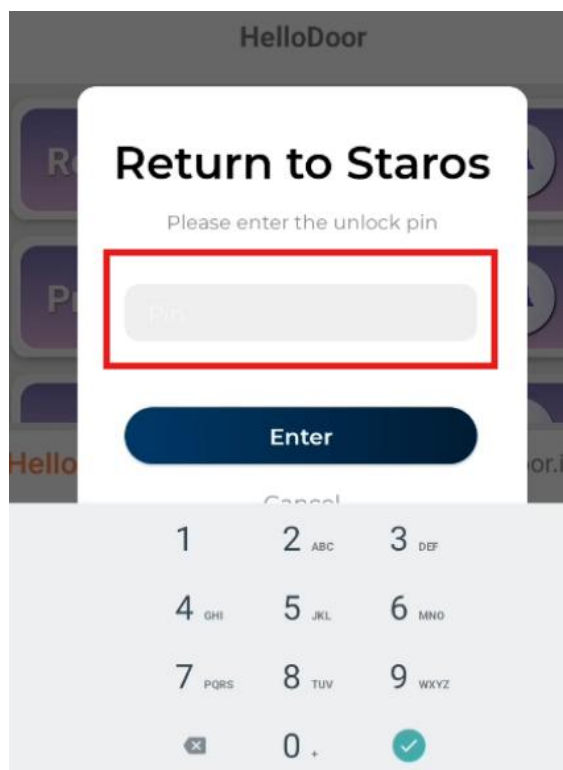 HelloDoor
Return to Staros
Please enter the unlock pin
Pin
Enter
Cancel
Hello
1
2 ABC
3 DEF
4 GHI
5 JKL
6 MNO
7 PQRS
8 TUV
9 WXYZ
0 +